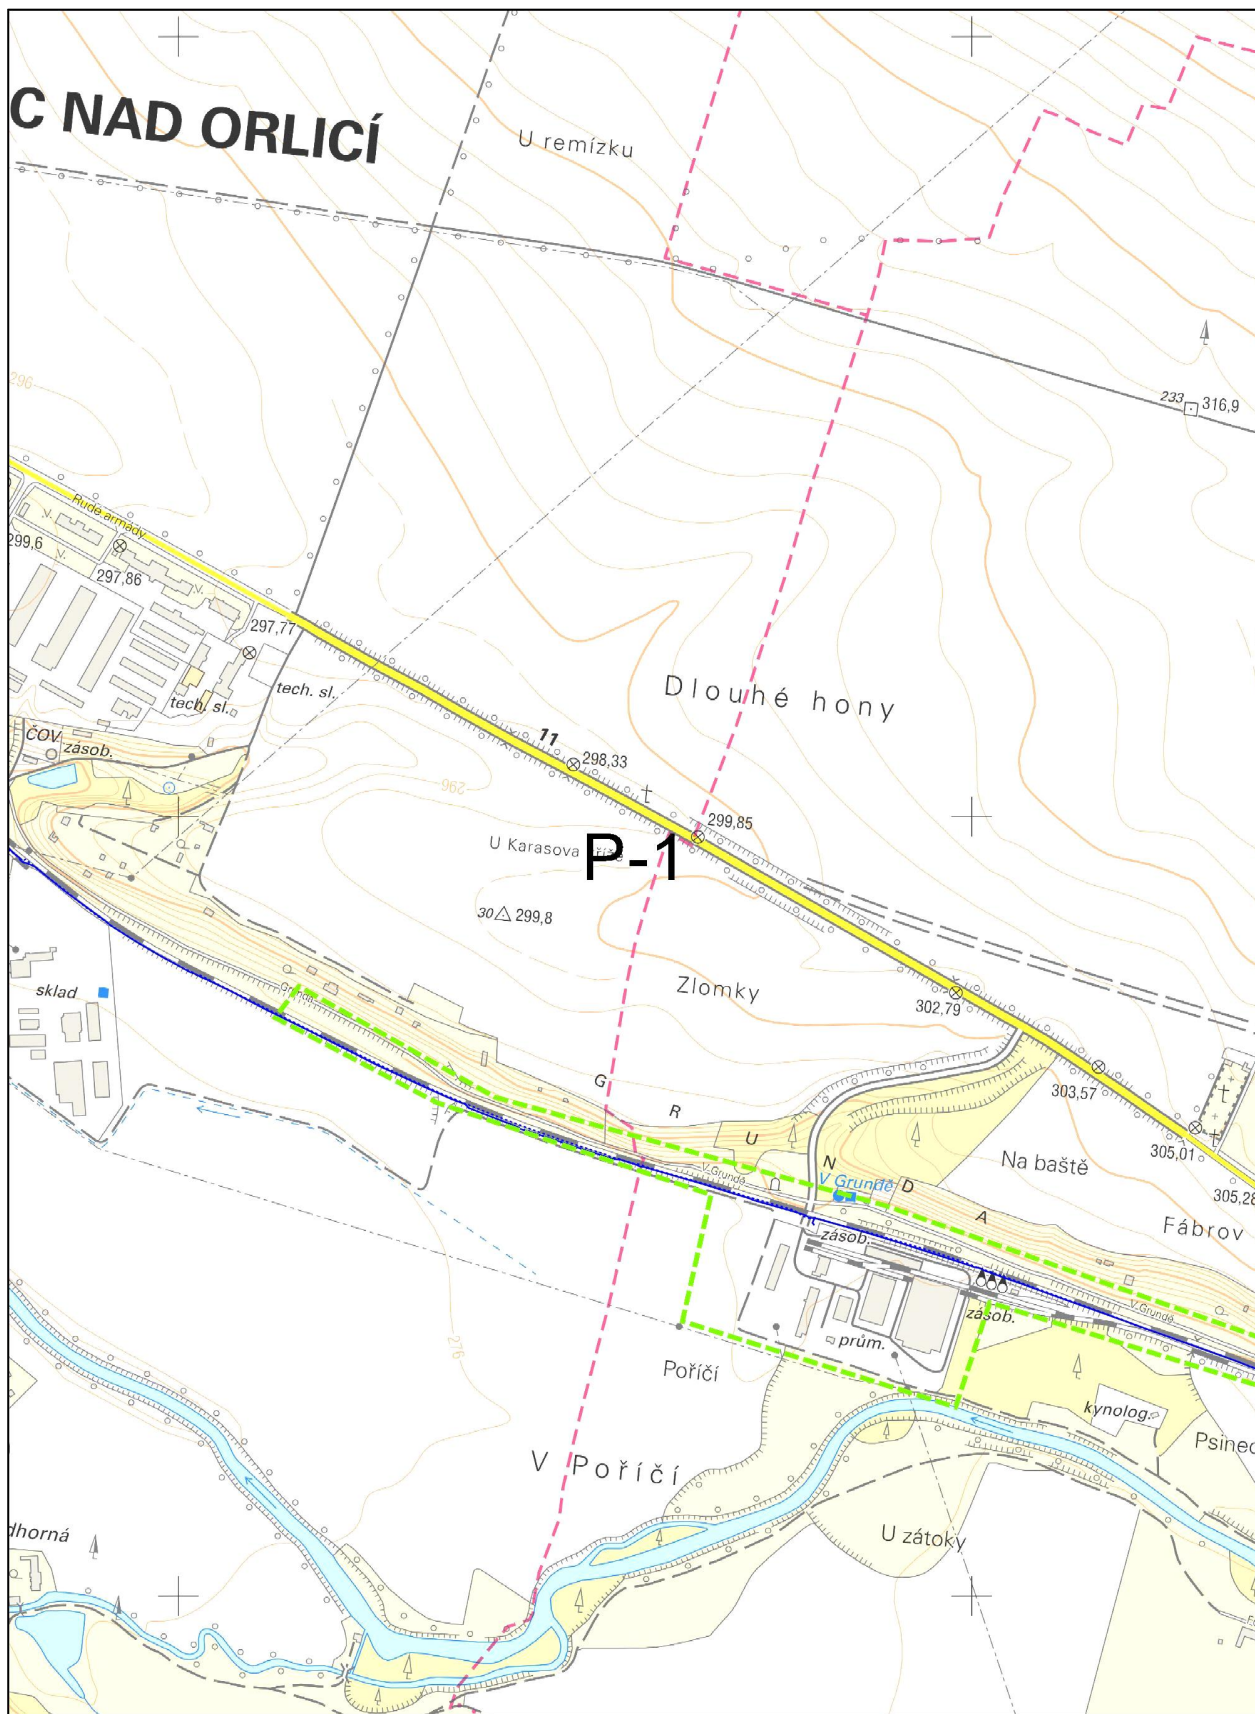 C NAD ORLICÍ
U remízku
296
233 316,9
Rudé armády
299,6
297,86
297,77
tech. sl.
tech. sl.
Dlouhé hony
ČOV
zásob.
11
298,33
296
299,85
U Karasova
P-1
30 299,8
Zlomky
302,79
sklad
303,57
G
R
U
N
D
A
305,01
Na baště
V Grundě
V Grundě
305,28
Fábrov
zásob.
zásob.
V Grundě
prům.
276
Poříčí
kynolog.
Psinec
V Poříčí
dhorná
U zátoky